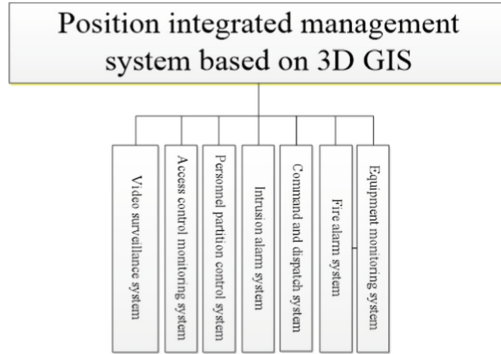 Position integrated management
system based on 3D GIS
Video surveillance system
Access control monitoring system
Personnel partition control system
Intrusion alarm system
Command and dispatch system
Fire alarm system
Equipment monitoring system